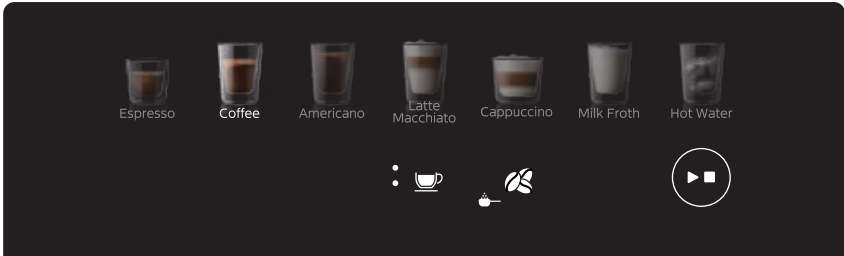 Espresso
Coffee
Americano
Latte
Macchiato
Cappuccino
Milk Froth
Hot Water